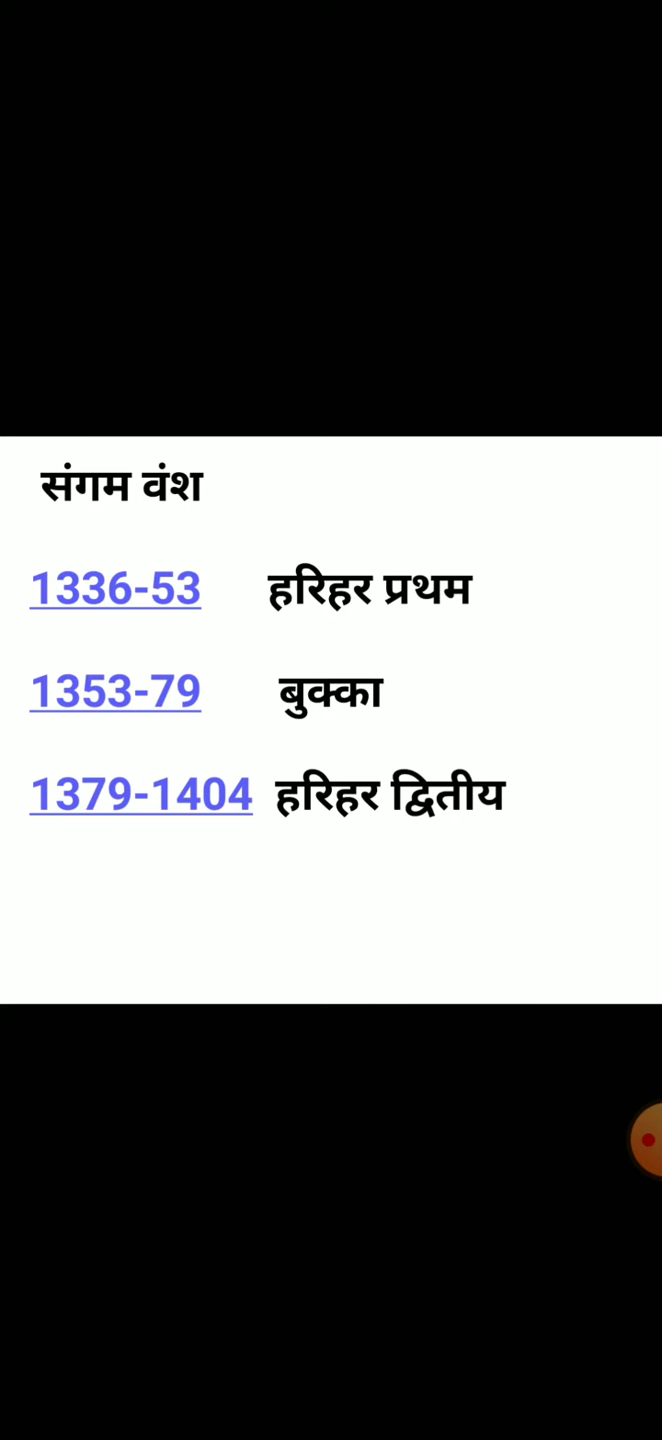 संगम वंश
1336-53 हरिहर प्रथम
1353-79 बुक्का
1379-1404 हरिहर द्वितीय